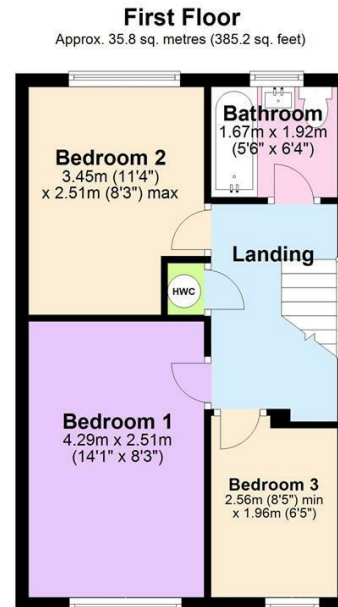 First Floor
Approx. 35.8 sq. metres (385.2 sq. feet)
Bathroom
1.67m x 1.92m
(5'6" x 6'4")
Bedroom 2
3.45m (11'4")
x 2.51m (8'3") max
Landing
HWC
Bedroom 1
4.29m x 2.51m
(14'1" x 8'3")
Bedroom 3
2.56m (8'5") min
x 1.96m (6'5")